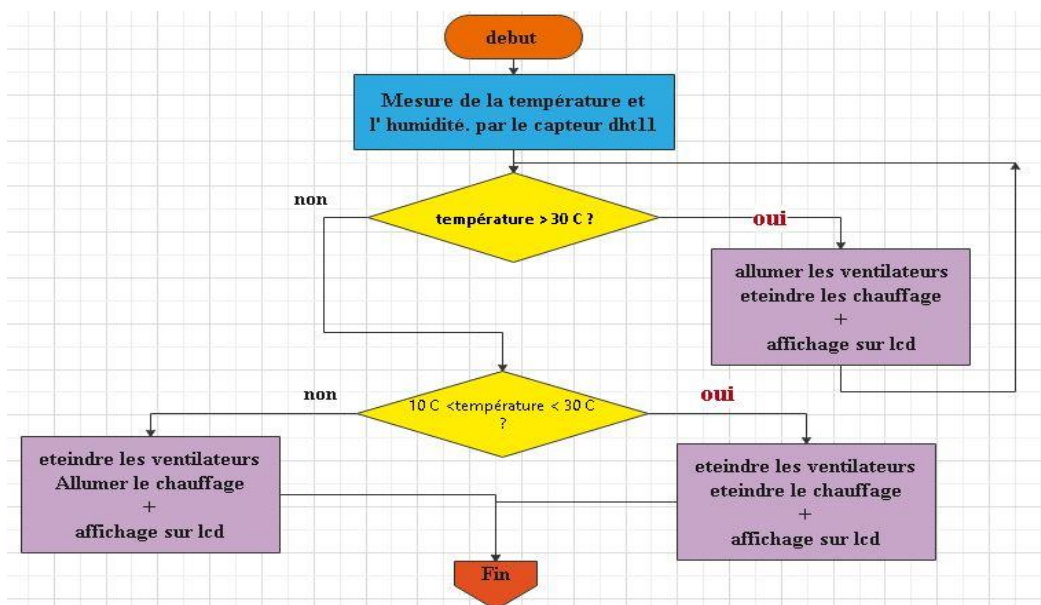 debut
Mesure de la température et
l' humidité. par le capteur dht11
non
température > 30 C ?
oui
allumer les ventilateurs
eteindre les chauffage
+
affichage sur lcd
non
10 C <température < 30 C
?
oui
eteindre les ventilateurs
Allumer le chauffage
+
affichage sur lcd
eteindre les ventilateurs
eteindre le chauffage
+
affichage sur lcd
Fin